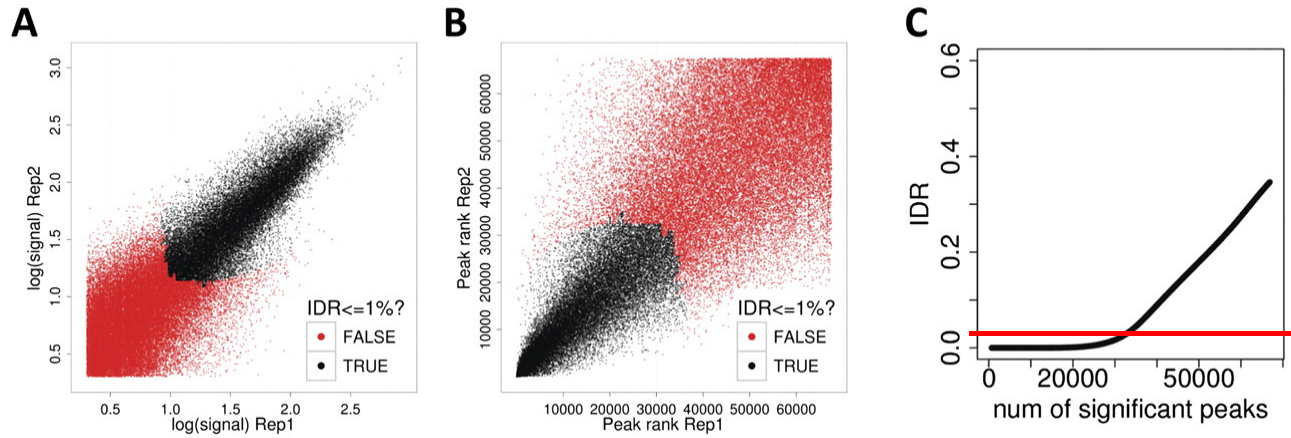 A
3.0
2.5
2.0
1.5
1.0
0.5
log(signal) Rep2
0.5 1.0 1.5 2.0 2.5
log(signal) Rep1
IDR<=1%?
FALSE
TRUE
B
60000
50000
40000
30000
20000
10000
Peak rank Rep2
10000 20000 30000 40000 50000 60000
Peak rank Rep1
IDR<=1%?
FALSE
TRUE
C
0.6
0.4
0.2
0.0
IDR
0 20000 50000
num of significant peaks